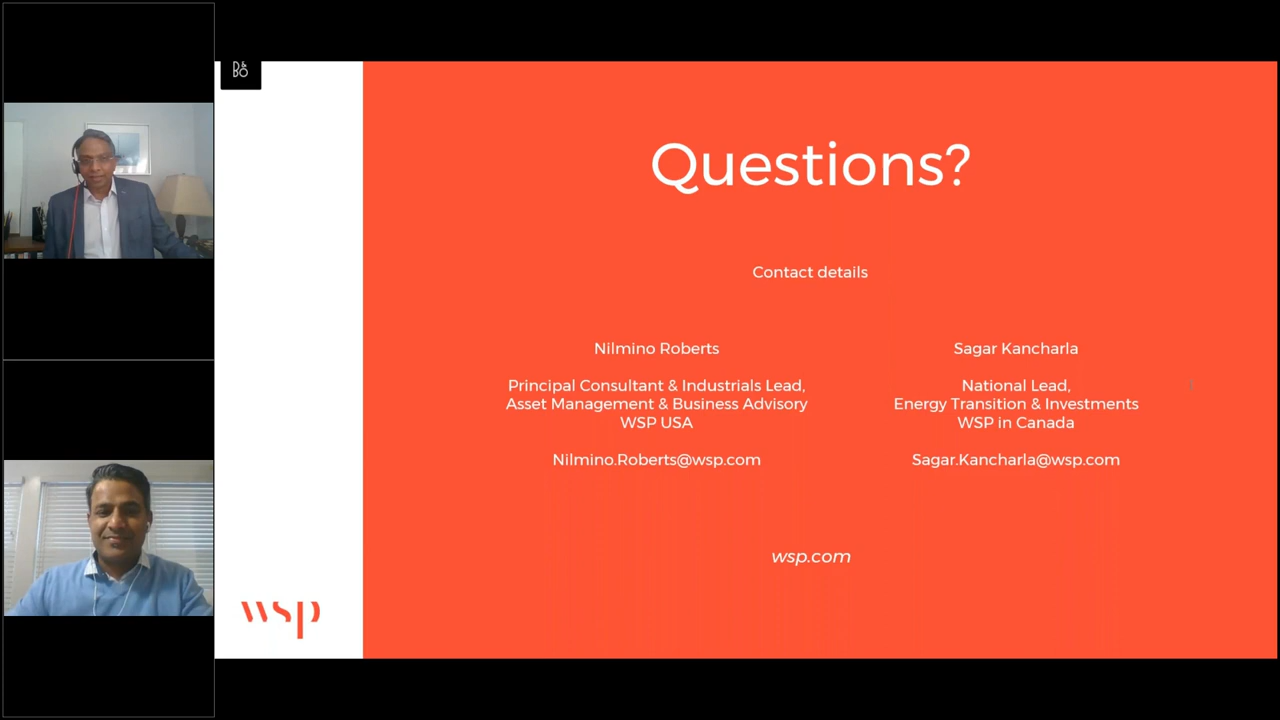 D&
BO
Questions?
Contact details
Nilmino Roberts
Principal Consultant & Industrials Lead,
Asset Management & Business Advisory
WSP USA
Nilmino.Roberts@wsp.com
Sagar Kancharla
National Lead,
Energy Transition & Investments
WSP in Canada
Sagar.Kancharla@wsp.com
wsp.com
wsp